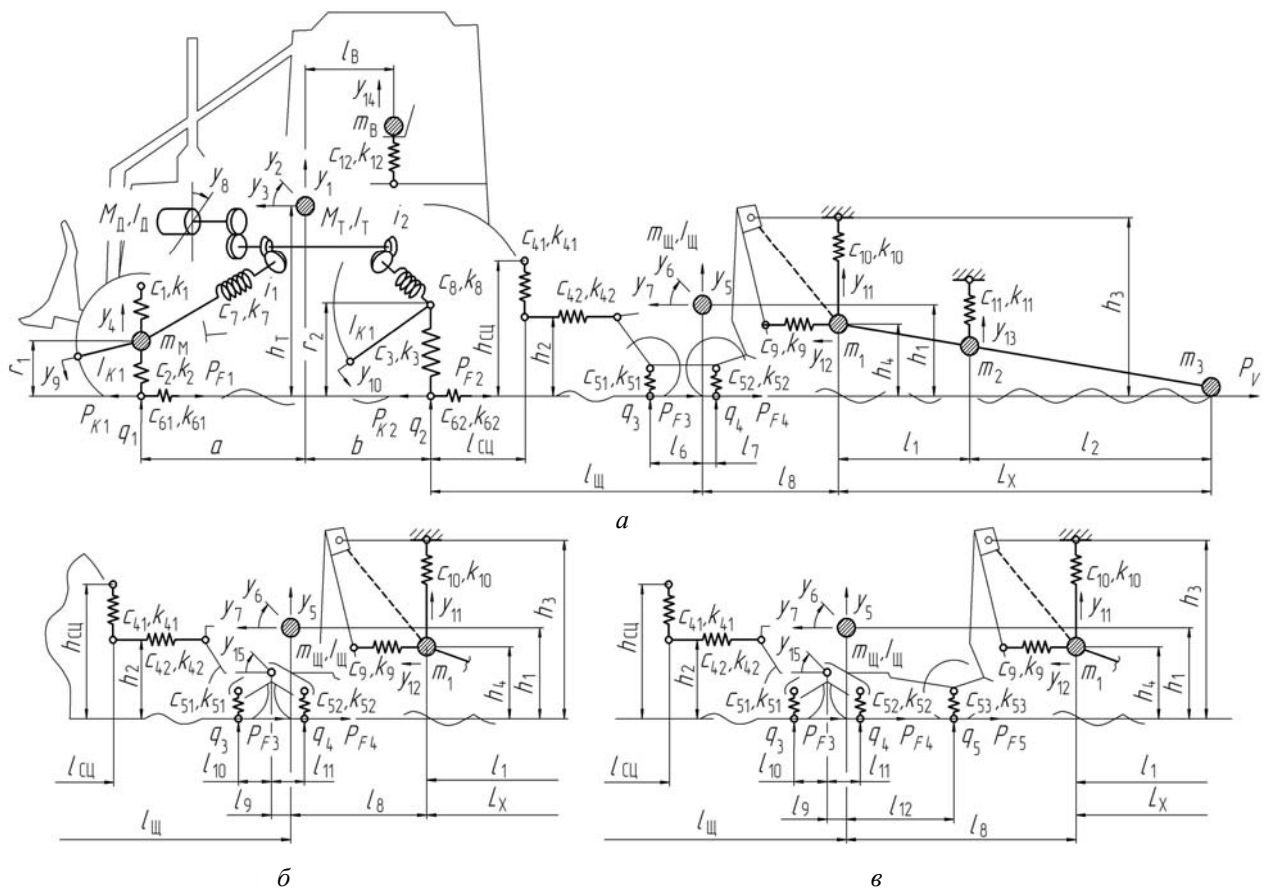 l_В
y_14
m_В
c_12, k_12
y_2
y_3
y_1
y_8
M_Д, I_Д
M_Т, I_Т
i_2
i_1
c_1, k_1
y_4
m_М
c_7, k_7
c_8, k_8
r_1
y_9
I_К1
c_2, k_2
P_F1
h_Т
r_2
I_К1
c_3, k_3
y_10
P_F2
P_К1
q_1
c_61, k_61
P_К2
q_2
c_62, k_62
a
b
l_СЦ
c_41, k_41
h_СЦ
c_42, k_42
h_2
m_Щ, I_Щ
y_6
y_7
y_5
c_51, k_51
c_52, k_52
q_3
P_F3
q_4
P_F4
l_6
l_7
c_10, k_10
y_11
c_9, k_9
y_12
m_1
h_4
h_1
c_11, k_11
y_13
m_2
h_3
m_3
P_V
l_1
l_2
l_Щ
l_8
L_X
а
h_СЦ
c_41, k_41
c_42, k_42
h_2
y_6
y_7
y_5
y_15
m_Щ, I_Щ
c_51, k_51
c_52, k_52
q_3
P_F3
q_4
P_F4
c_10, k_10
y_11
c_9, k_9
y_12
m_1
h_4
h_1
h_3
l_СЦ
l_10
l_11
l_9
l_8
l_1
L_X
l_Щ
б
h_СЦ
c_41, k_41
c_42, k_42
h_2
y_6
y_7
y_5
y_15
m_Щ, I_Щ
c_51, k_51
c_52, k_52
c_53, k_53
q_3
P_F3
q_4
P_F4
q_5
P_F5
c_10, k_10
y_11
c_9, k_9
y_12
m_1
h_4
h_1
h_3
l_СЦ
l_10
l_11
l_9
l_12
l_8
l_1
L_X
l_Щ
в